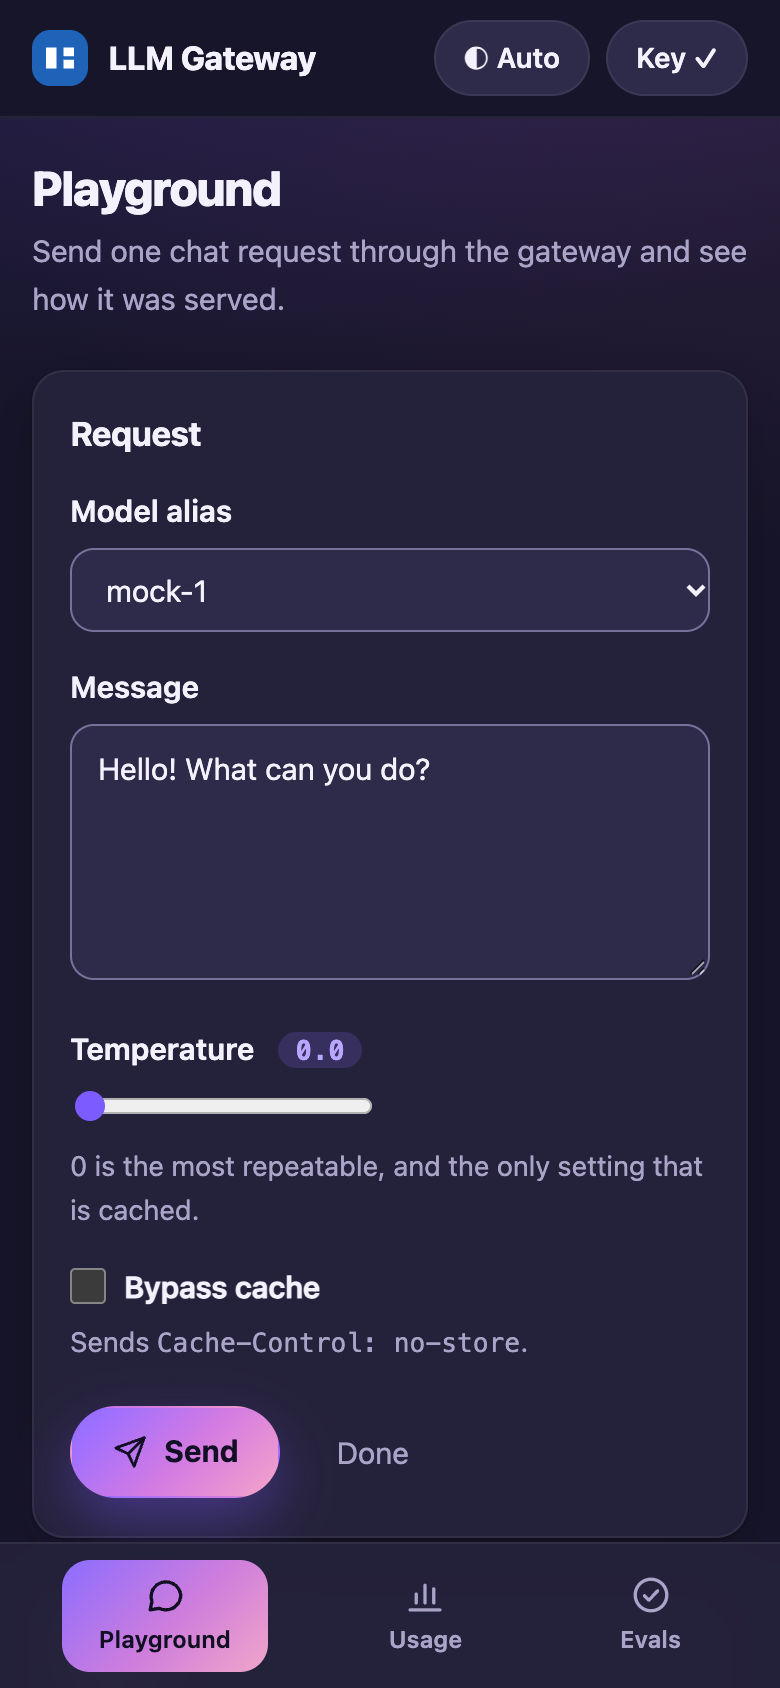 LLM Gateway
Auto
Key ✓
Playground
Send one chat request through the gateway and see
how it was served.
Request
Model alias
mock-1
Message
Hello! What can you do?
Temperature 0.0
0 is the most repeatable, and the only setting that
is cached.
Bypass cache
Sends Cache-Control: no-store.
Send
Done
Playground
Usage
Evals